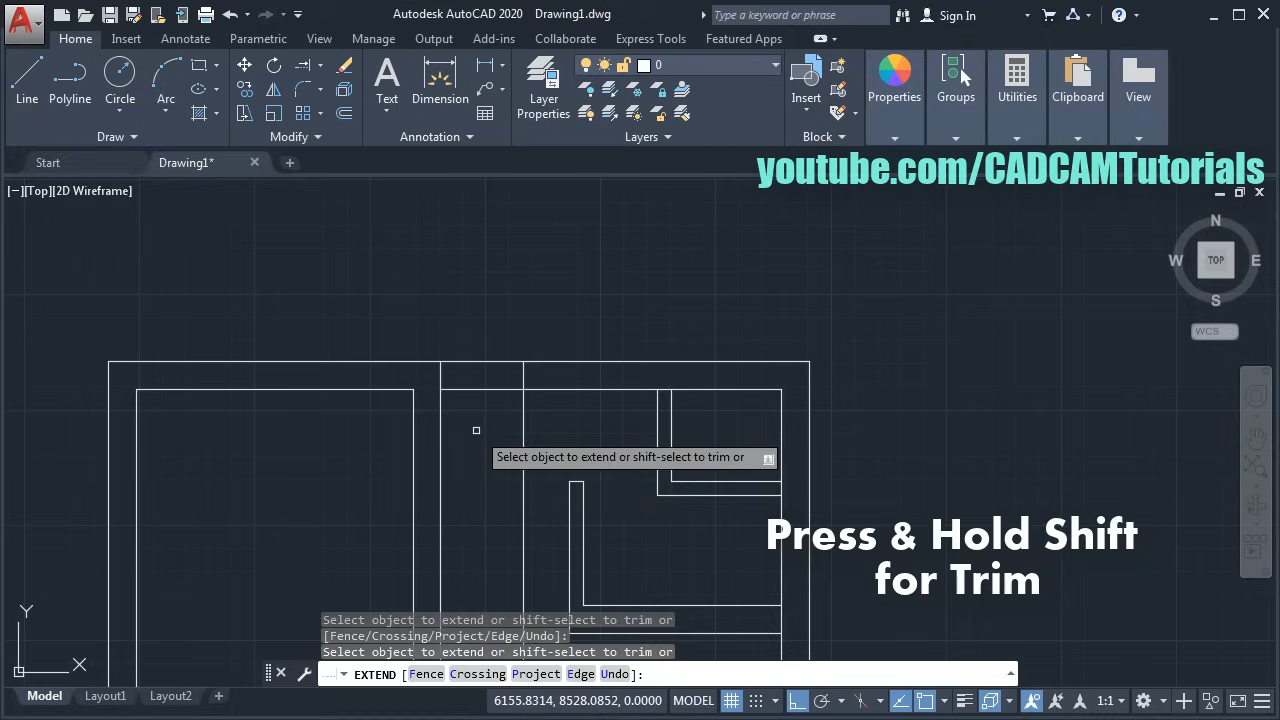 Autodesk AutoCAD 2020 Drawing1.dwg
Type a keyword or phrase
Sign In
Home Insert Annotate Parametric View Manage Output Add-ins Collaborate Express Tools Featured Apps
0
Line Polyline Circle Arc
Text Dimension
Layer
Properties
Insert
Properties Groups Utilities Clipboard View
Draw Modify Annotation Layers Block
Start Drawing1*
youtube.com/CADCAMTutorials
[−][Top][2D Wireframe]
N
W TOP E
S
WCS
Select object to extend or shift-select to trim or
Press & Hold Shift
for Trim
Y
X
Select object to extend or shift-select to trim or
[Fence/Crossing/Project/Edge/Undo]:
Select object to extend or shift-select to trim or
EXTEND [Fence Crossing Project Edge Undo]:
Model Layout1 Layout2
6155.8314, 8528.0852, 0.0000 MODEL 1:1